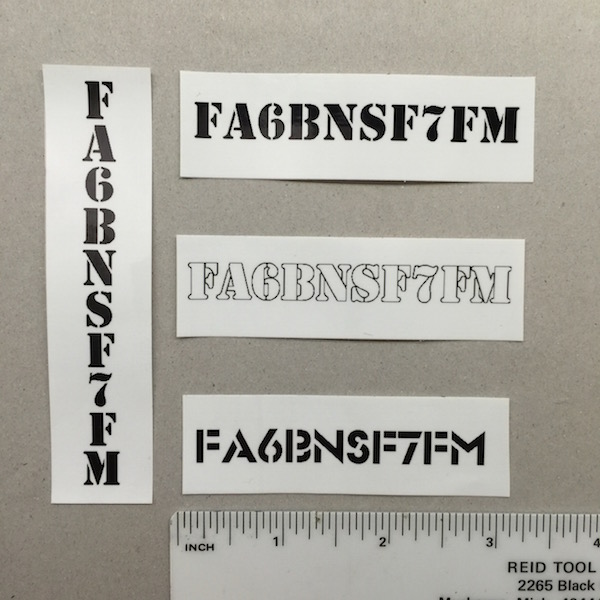 FA6BNSF7FM
FA6BNSF7FM
FA6BNSF7FM
FA6BNSF7FM
1 2 3 4
INCH
REID TOOL
2265 Black